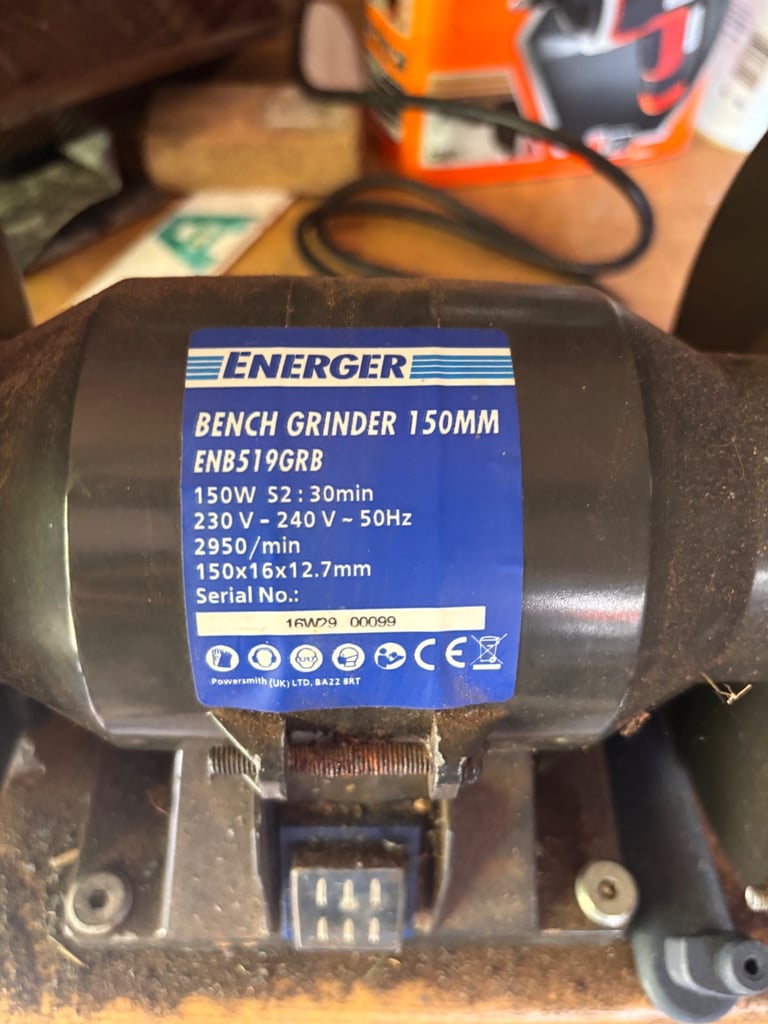 ENERGER
BENCH GRINDER 150MM
ENB519GRB
150W S2 : 30min
230 V - 240 V ~ 50Hz
2950/min
150x16x12.7mm
Serial No.:
16W29 00099
CE
Powersmith (UK) LTD. BA22 8RT